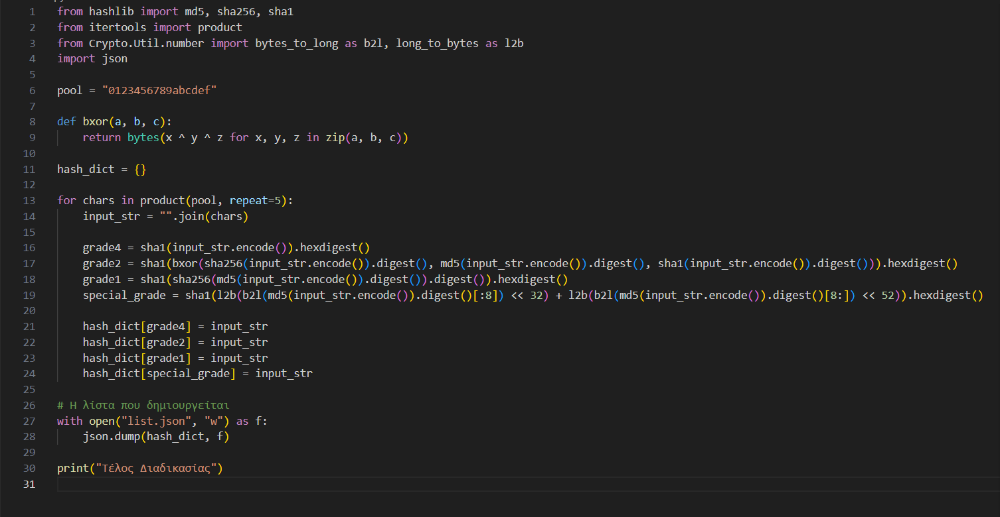 1 from hashlib import md5, sha256, sha1
2 from itertools import product
3 from Crypto.Util.number import bytes_to_long as b2l, long_to_bytes as l2b
4 import json
5
6 pool = "0123456789abcdef"
7
8 def bxor(a, b, c):
9     return bytes(x ^ y ^ z for x, y, z in zip(a, b, c))
10
11 hash_dict = {}
12
13 for chars in product(pool, repeat=5):
14     input_str = "".join(chars)
15
16     grade4 = sha1(input_str.encode()).hexdigest()
17     grade2 = sha1(bxor(sha256(input_str.encode()).digest(), md5(input_str.encode()).digest(), sha1(input_str.encode()).digest())).hexdigest()
18     grade1 = sha1(sha256(md5(input_str.encode()).digest()).digest()).hexdigest()
19     special_grade = sha1(l2b(b2l(md5(input_str.encode()).digest()[:8]) << 32) + l2b(b2l(md5(input_str.encode()).digest()[8:]) << 52)).hexdigest()
20
21     hash_dict[grade4] = input_str
22     hash_dict[grade2] = input_str
23     hash_dict[grade1] = input_str
24     hash_dict[special_grade] = input_str
25
26 # Η λίστα που δημιουργείται
27 with open("list.json", "w") as f:
28     json.dump(hash_dict, f)
29
30 print("Τέλος Διαδικασίας")
31